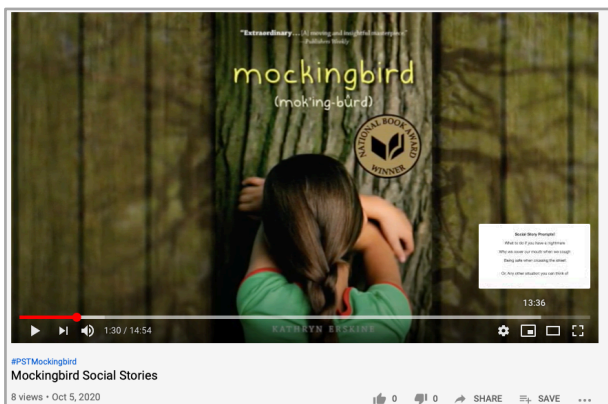 "Extraordinary . . . [A] moving and insightful masterpiece."
—Publishers Weekly
mockingbird
(mok'ing-bûrd)
NATIONAL BOOK AWARD
WINNER
Social Story Prompts!
What to do if you have a nightmare
Why we cover our mouth when we cough
Being safe when crossing the street
Or, Any other situation you can think of!
13:36
1:30 / 14:54
KATHRYN ERSKINE
#PSTMockingbird
Mockingbird Social Stories
8 views • Oct 5, 2020
0
0
SHARE
SAVE